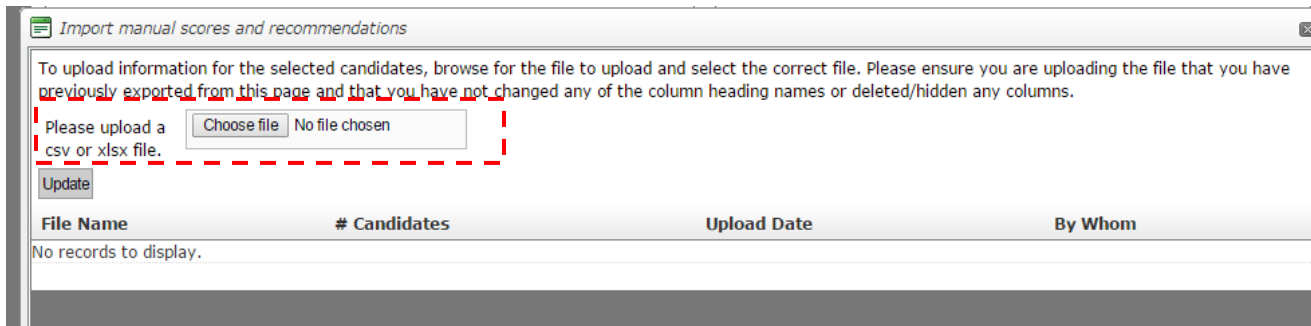 Import manual scores and recommendations
To upload information for the selected candidates, browse for the file to upload and select the correct file. Please ensure you are uploading the file that you have
previously exported from this page and that you have not changed any of the column heading names or deleted/hidden any columns.
Please upload a csv or xlsx file.
Choose file No file chosen
Update
File Name # Candidates Upload Date By Whom
No records to display.